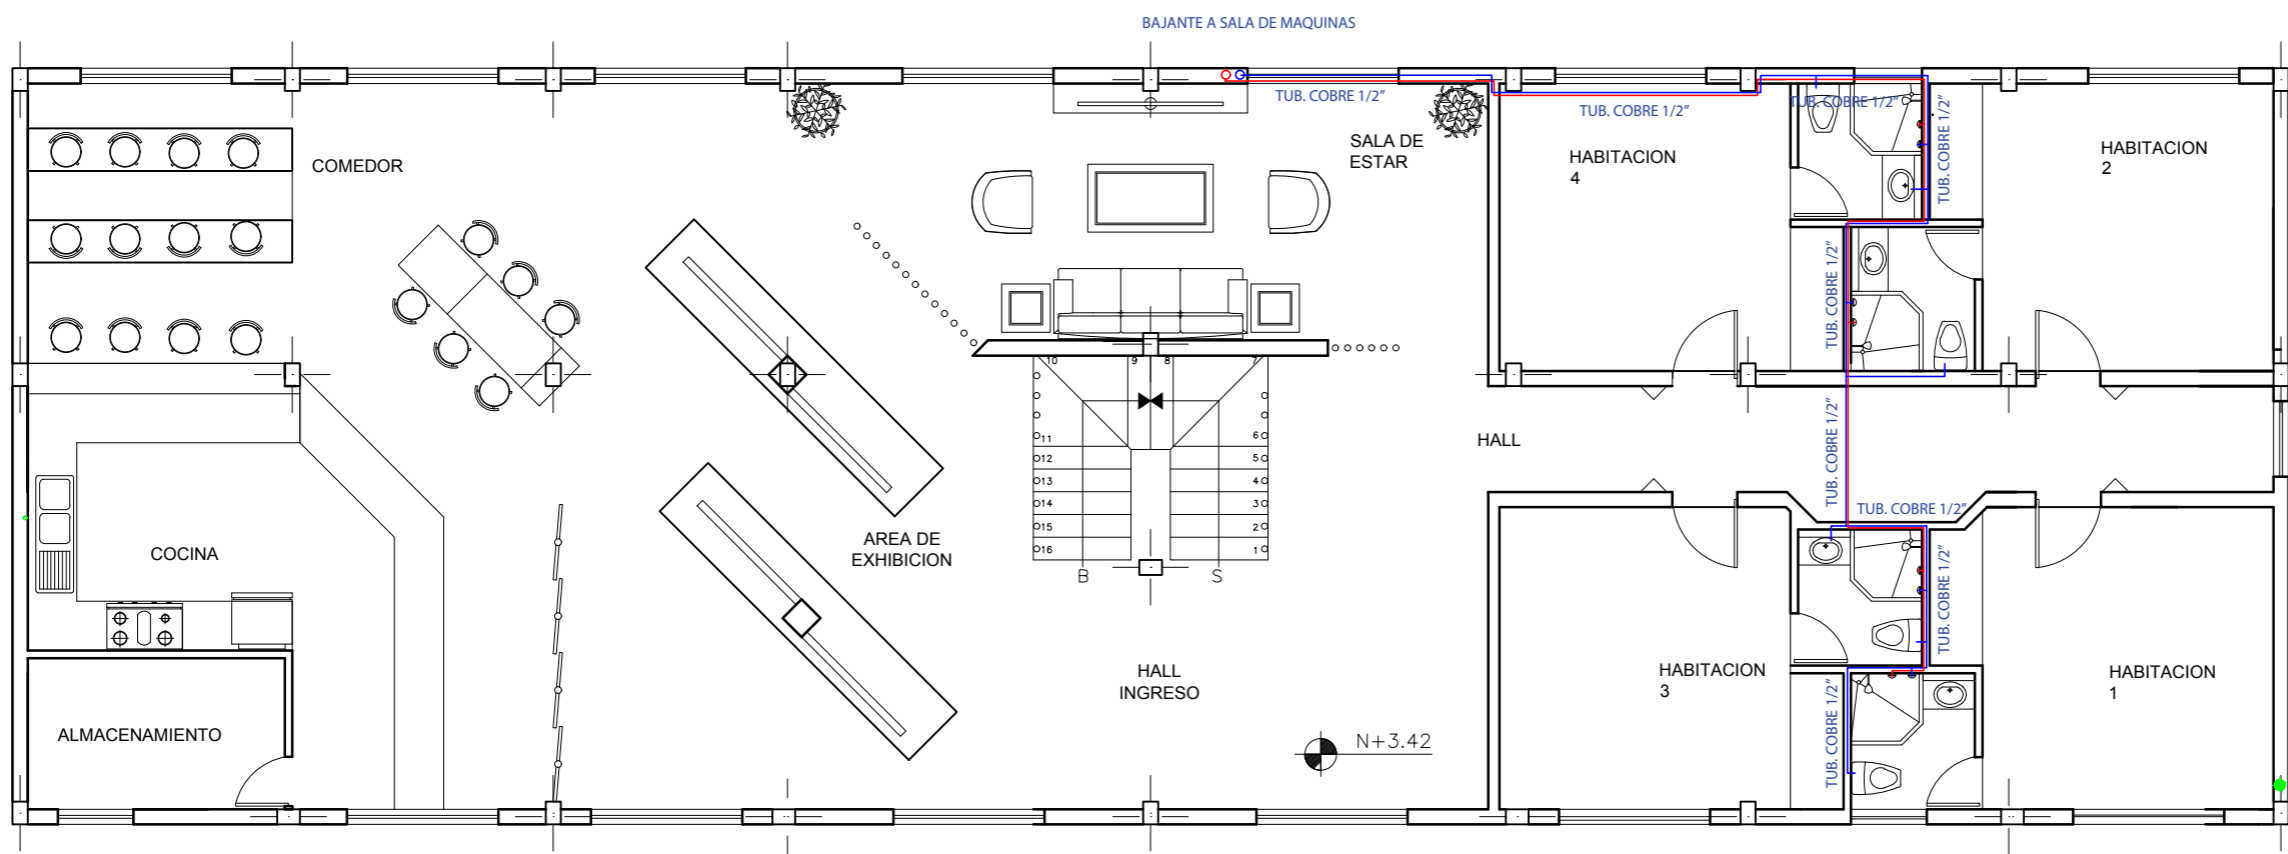 BAJANTE A SALA DE MAQUINAS
TUB. COBRE 1/2"
TUB. COBRE 1/2"
TUB. COBRE 1/2"
TUB. COBRE 1/2"
COMEDOR
SALA DE
ESTAR
HABITACION
4
HABITACION
2
TUB. COBRE 1/2"
10
9
8
7
11
12
13
14
15
16
6
5
4
3
2
1
B
S
HALL
TUB. COBRE 1/2"
TUB. COBRE 1/2"
COCINA
AREA DE
EXHIBICION
TUB. COBRE 1/2"
HALL
INGRESO
HABITACION
3
HABITACION
1
TUB. COBRE 1/2"
ALMACENAMIENTO
N+3.42